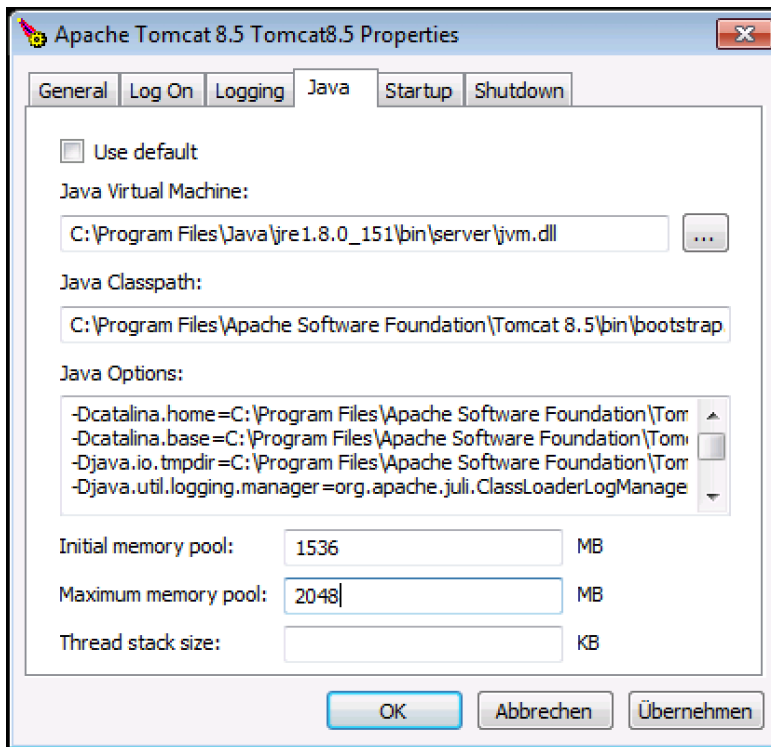 Apache Tomcat 8.5 Tomcat8.5 Properties
General Log On Logging Java Startup Shutdown
Use default
Java Virtual Machine:
C:\Program Files\Java\jre1.8.0_151\bin\server\jvm.dll ...
Java Classpath:
C:\Program Files\Apache Software Foundation\Tomcat 8.5\bin\bootstrap.
Java Options:
-Dcatalina.home=C:\Program Files\Apache Software Foundation\Tom
-Dcatalina.base=C:\Program Files\Apache Software Foundation\Tom
-Djava.io.tmpdir=C:\Program Files\Apache Software Foundation\Tom
-Djava.util.logging.manager=org.apache.juli.ClassLoaderLogManage
Initial memory pool: 1536 MB
Maximum memory pool: 2048 MB
Thread stack size: KB
OK Abbrechen Übernehmen